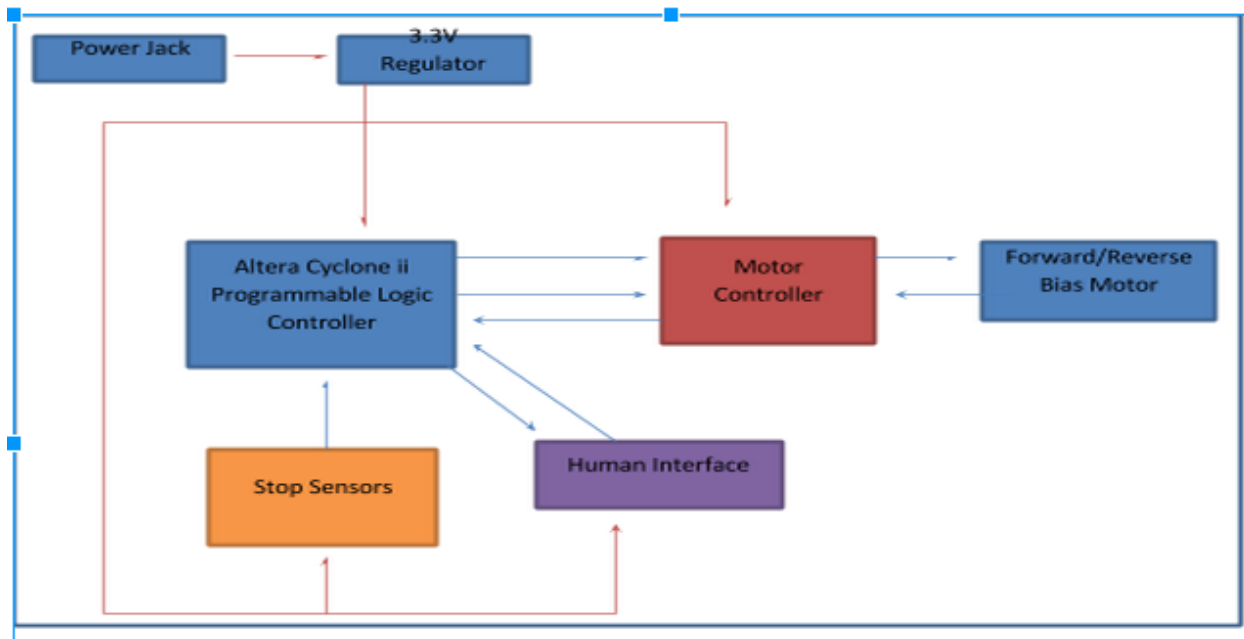 Power Jack
3.3V
Regulator
Altera Cyclone ii
Programmable Logic
Controller
Motor
Controller
Forward/Reverse
Bias Motor
Stop Sensors
Human Interface